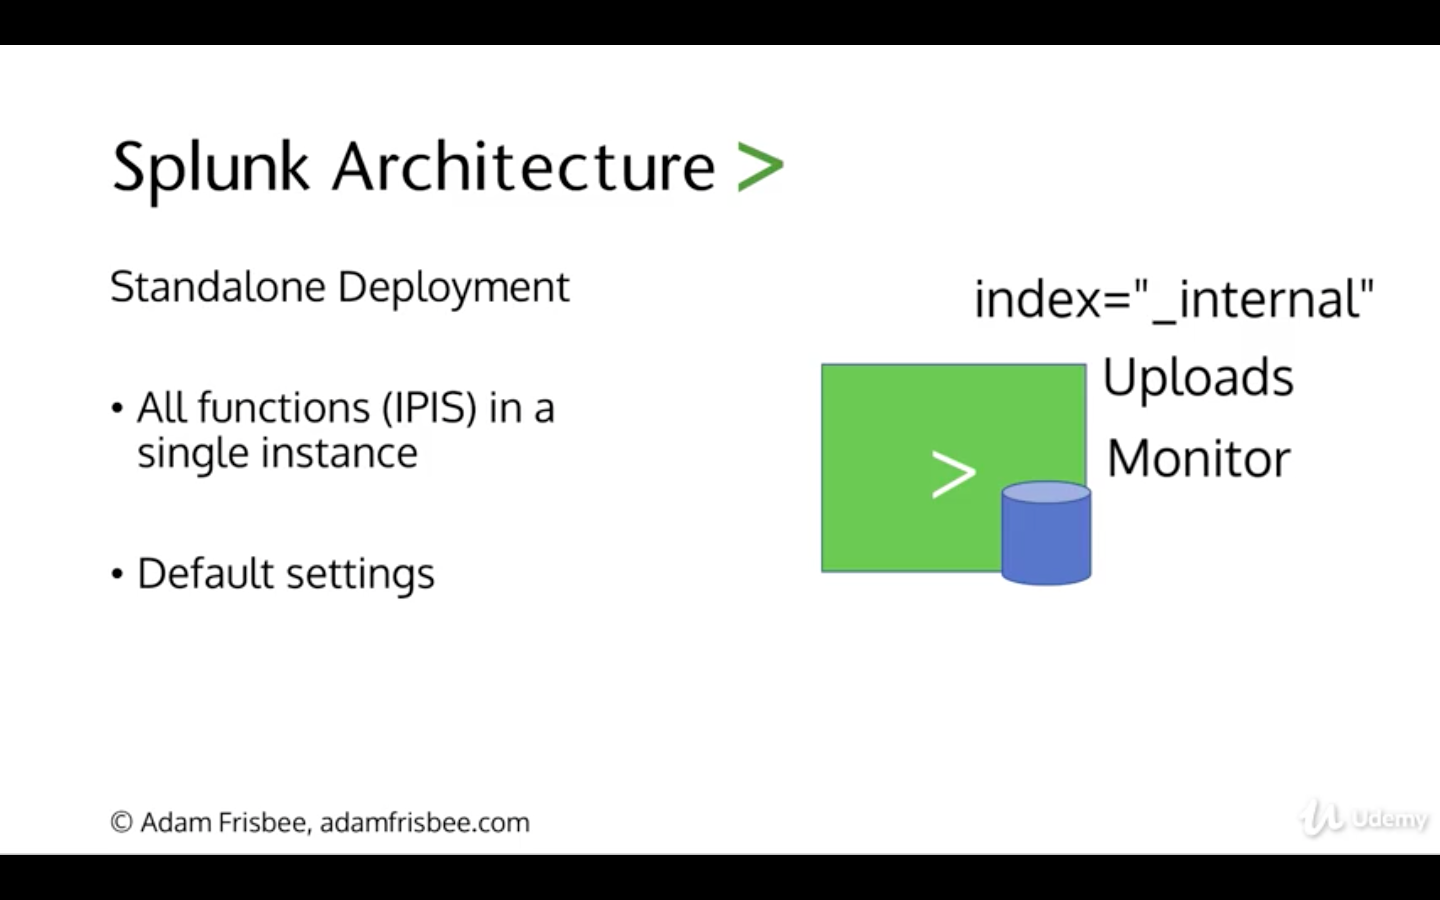 Splunk Architecture >
Standalone Deployment
• All functions (IPIS) in a
single instance
• Default settings
index="_internal"
Uploads
Monitor
>
© Adam Frisbee, adamfrisbee.com
Udemy